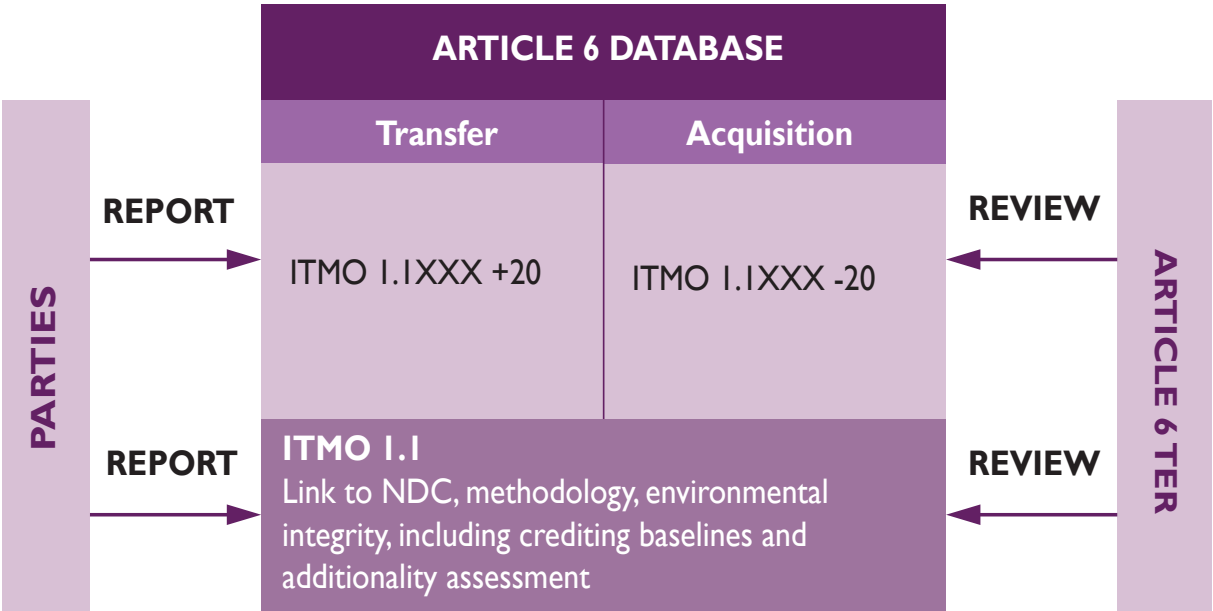 ARTICLE 6 DATABASE
Transfer
Acquisition
PARTIES
REPORT
ITMO 1.1XXX +20
ITMO 1.1XXX -20
REVIEW
ARTICLE 6 TER
REPORT
ITMO 1.1
Link to NDC, methodology, environmental
integrity, including crediting baselines and
additionality assessment
REVIEW